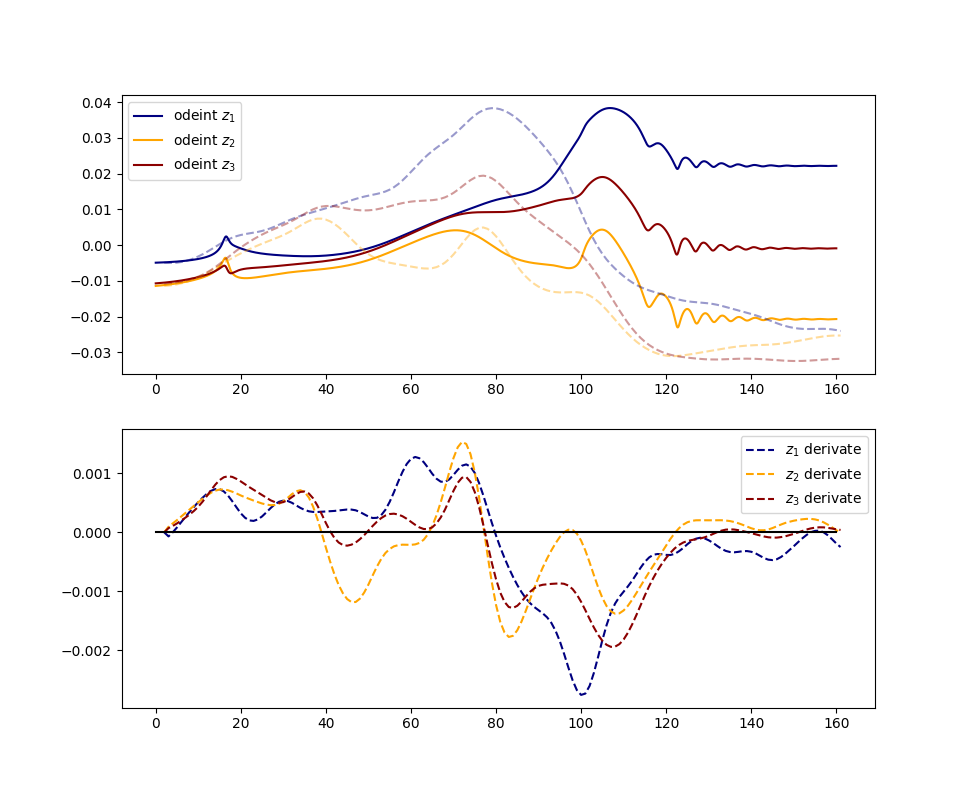 0.04
0.03
0.02
0.01
0.00
−0.01
−0.02
−0.03
odeint z₁
odeint z₂
odeint z₃
0 20 40 60 80 100 120 140 160
0.001
0.000
−0.001
−0.002
z₁ derivate
z₂ derivate
z₃ derivate
0 20 40 60 80 100 120 140 160